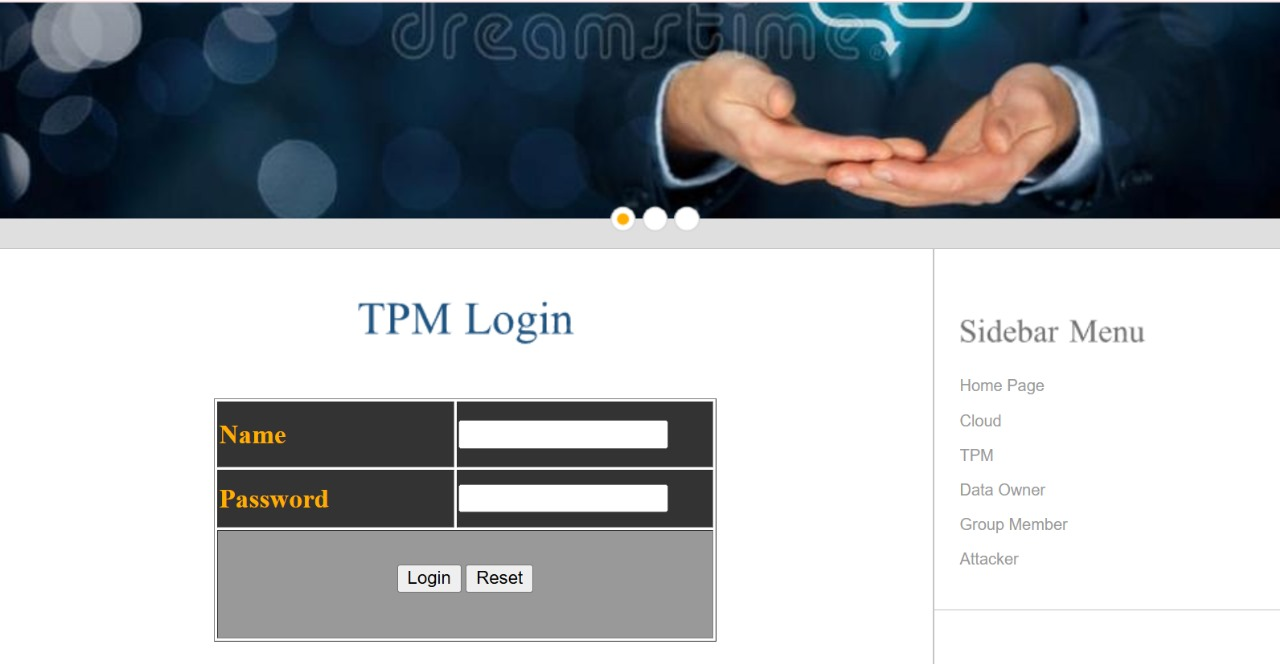 dreamstime®
TPM Login
Name
Password
Login Reset
Sidebar Menu
Home Page
Cloud
TPM
Data Owner
Group Member
Attacker